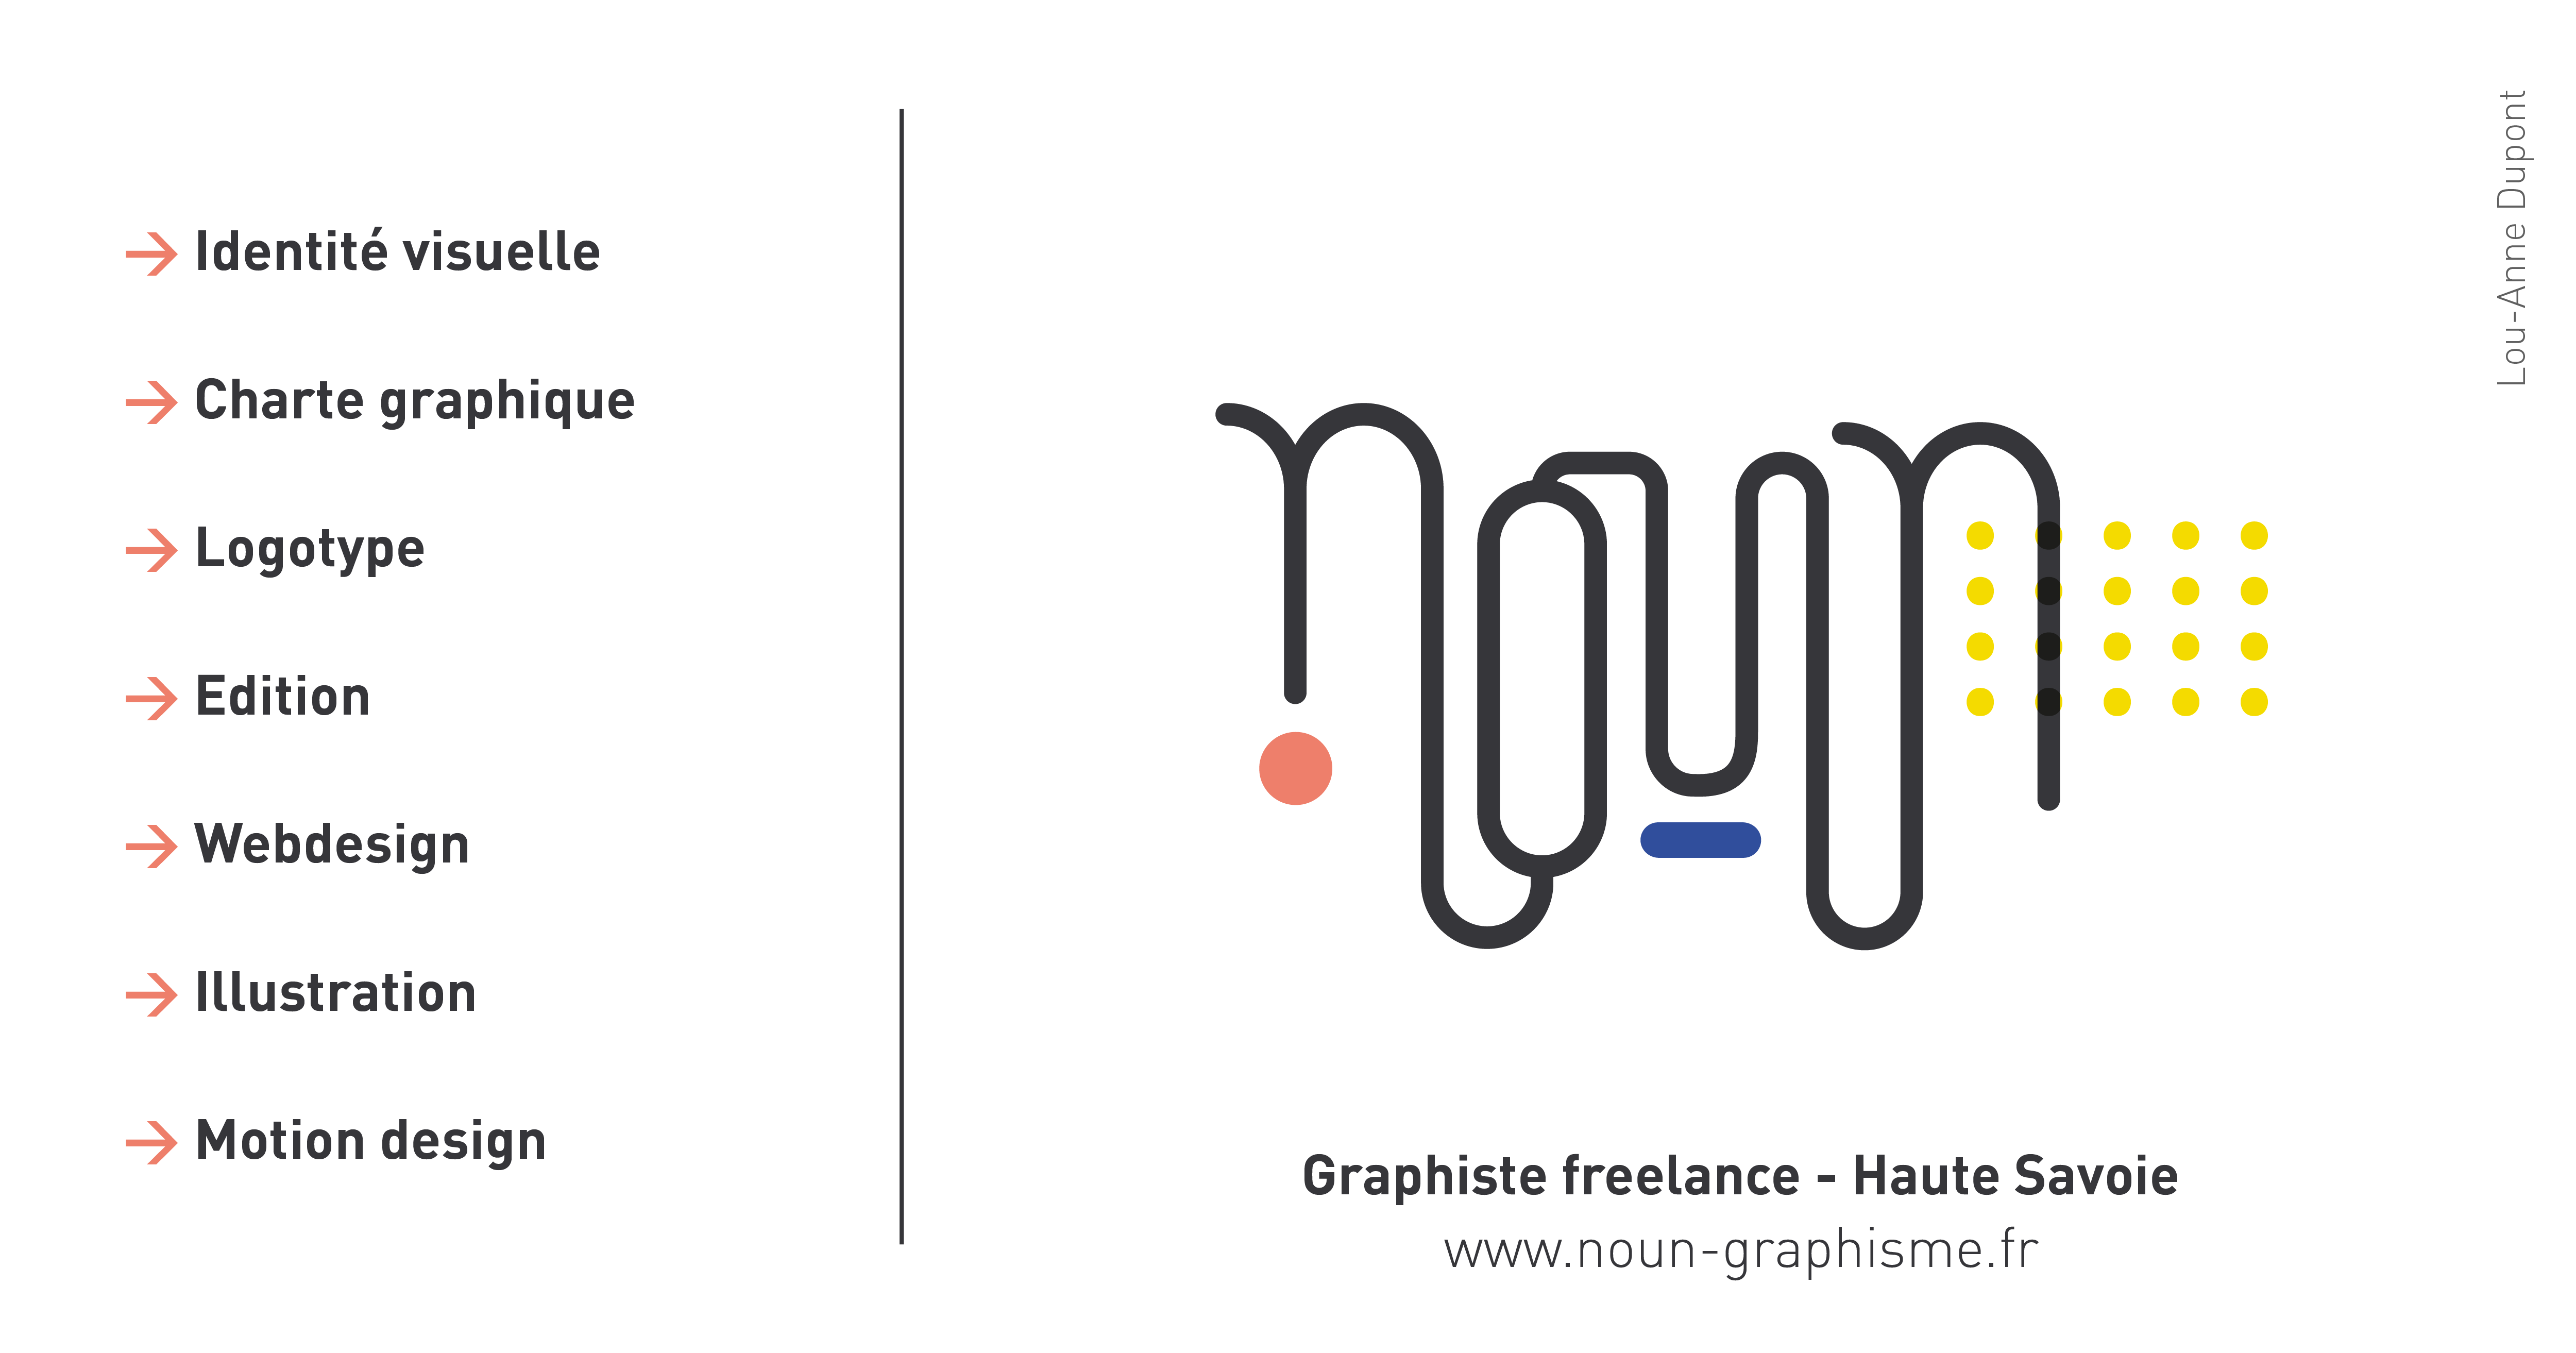 Identité visuelle
Charte graphique
Logotype
Edition
Webdesign
Illustration
Motion design
noun
Graphiste freelance - Haute Savoie
www.noun-graphisme.fr
Lou-Anne Dupont